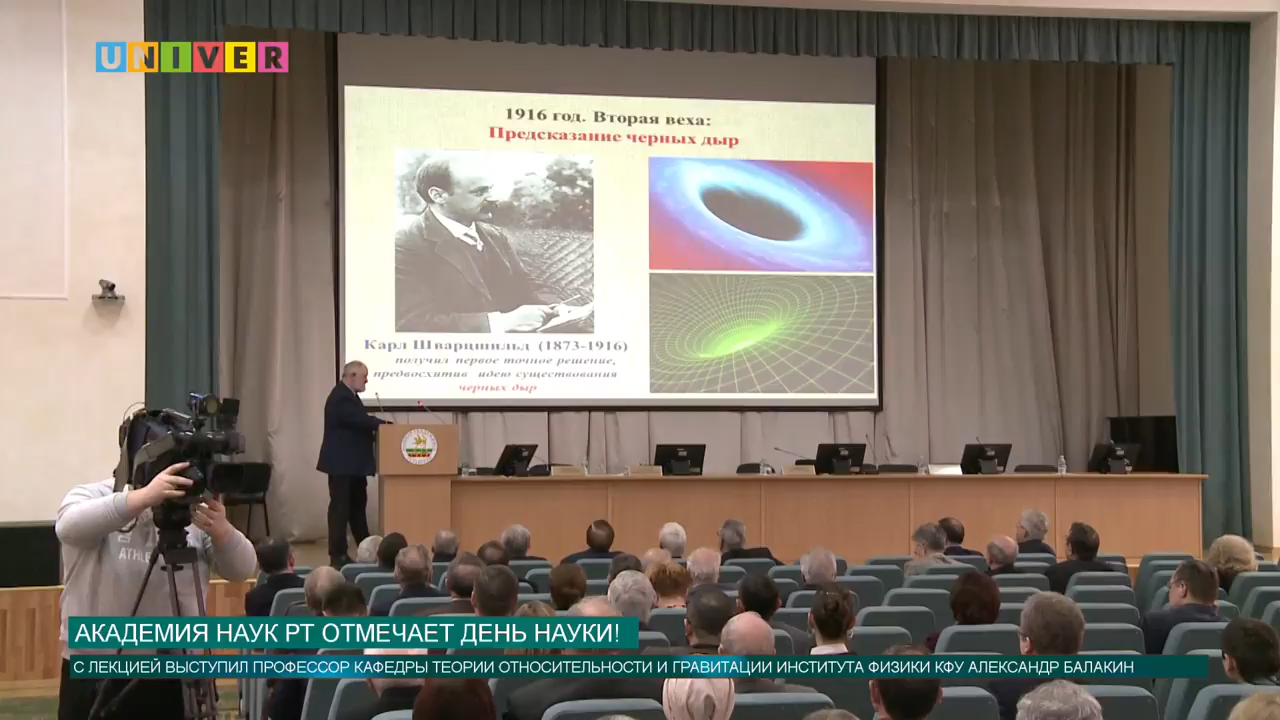 UNIVER
1916 год. Вторая веха:
Предсказание черных дыр
Карл Шварцшильд (1873-1916)
получил первое точное решение,
предвосхитив идею существования
черных дыр
ATHLE
АКАДЕМИЯ НАУК РТ ОТМЕЧАЕТ ДЕНЬ НАУКИ!
С ЛЕКЦИЕЙ ВЫСТУПИЛ ПРОФЕССОР КАФЕДРЫ ТЕОРИИ ОТНОСИТЕЛЬНОСТИ И ГРАВИТАЦИИ ИНСТИТУТА ФИЗИКИ КФУ АЛЕКСАНДР БАЛАКИН